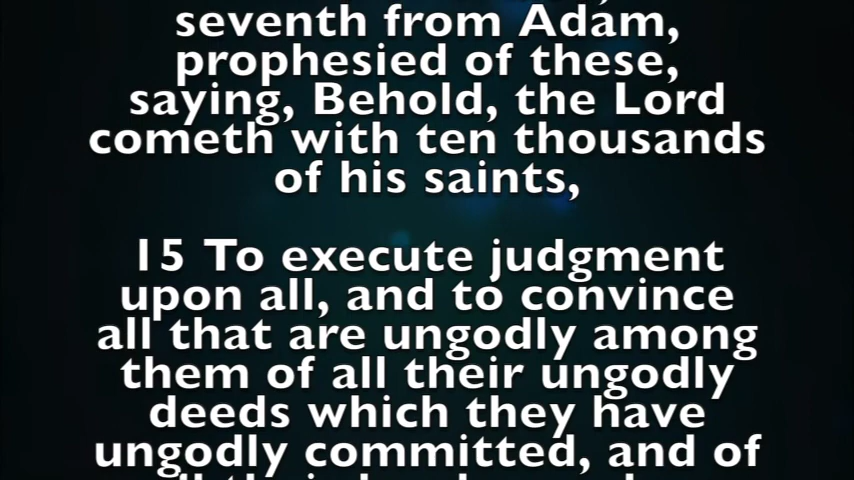 seventh from Adam,
prophesied of these,
saying, Behold, the Lord
cometh with ten thousands
of his saints,
15 To execute judgment
upon all, and to convince
all that are ungodly among
them of all their ungodly
deeds which they have
ungodly committed, and of